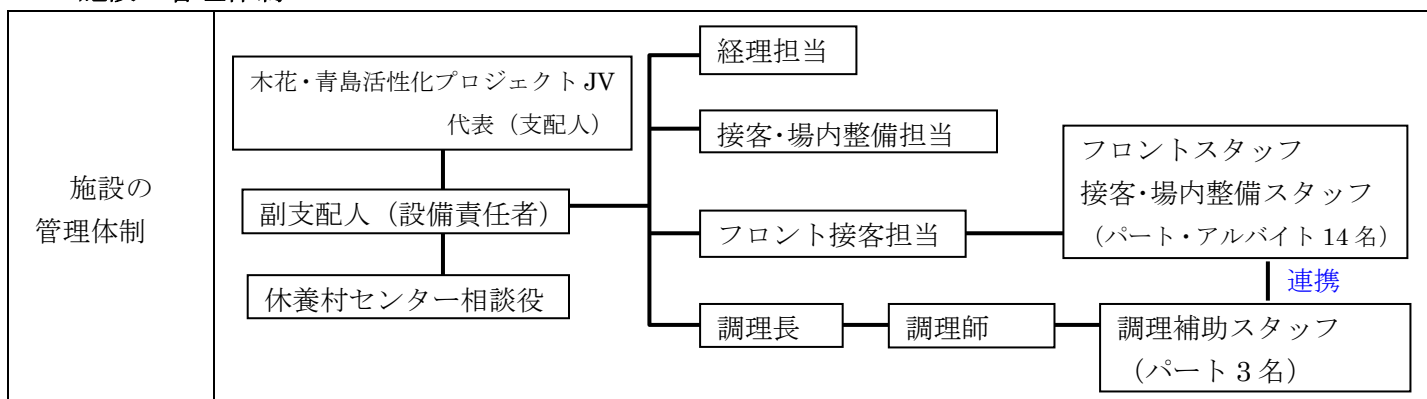 施設の
管理体制
木花・青島活性化プロジェクト JV
代表（支配人）
副支配人（設備責任者）
休養村センター相談役
経理担当
接客・場内整備担当
フロント接客担当
フロントスタッフ
接客・場内整備スタッフ
（パート・アルバイト 14 名）
連携
調理長
調理師
調理補助スタッフ
（パート 3 名）